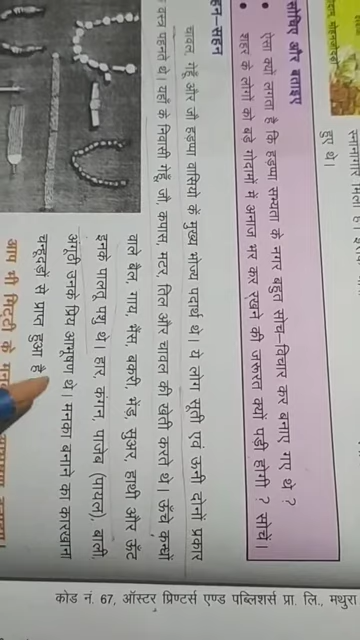 स्नानागार मिला
हुए थे।
सोचिए और बताइए
ऐसा क्यों लगता है कि हड़प्पा सभ्यता के नगर बहुत सोच–विचार कर बनाए गए थे ?
शहर के लोगों को बड़े गोदामों में अनाज भर कर रखने की जरूरत क्यों पड़ी होगी ? सोचें।
हन–सहन
चावल, गेहूँ और जौ हड़प्पा वासियों के मुख्य भोज्य पदार्थ थे। ये लोग सूती एवं ऊनी दोनों प्रकार
वस्त्र पहनते थे। यहाँ के निवासी गेहूँ, जौ, कपास, मटर, तिल और चावल की खेती करते थे। ऊँचे कन्धों
वाले बैल, गाय, भैंस, बकरी, भेड़, सुअर, हाथी और ऊँट
इनके पालतू पशु थे। हार, कंगन, पाजेब (पायल), बाली,
अंगूठी उनके प्रिय आभूषण थे। मनका बनाने का कारखाना
चन्हूदड़ों से प्राप्त हुआ है
आप भी मिट्टी के
कोड नं. 67, ऑस्टर प्रिण्टर्स एण्ड पब्लिशर्स प्रा. लि., मथुरा